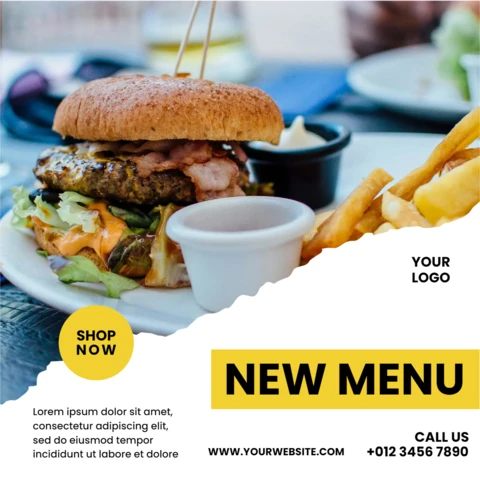 YOUR
LOGO
SHOP
NOW
NEW MENU
Lorem ipsum dolor sit amet,
consectetur adipiscing elit,
sed do eiusmod tempor
incididunt ut labore et dolore
WWW.YOURWEBSITE.COM
CALL US
+012 3456 7890